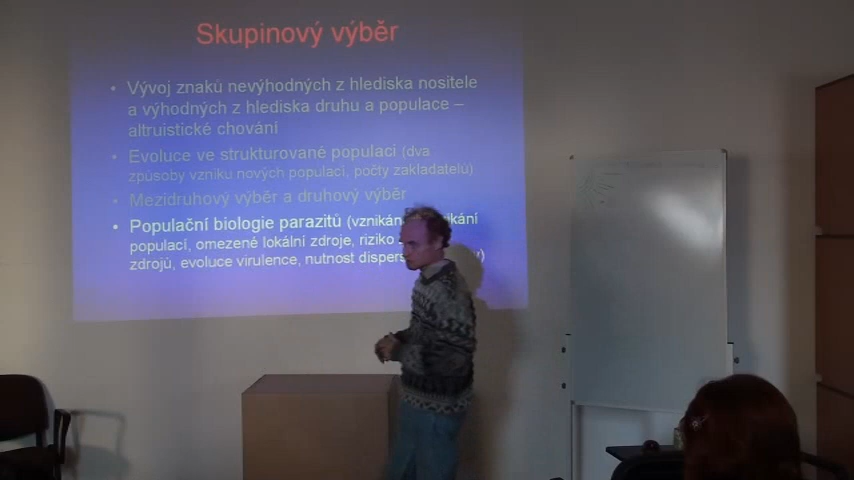 Skupinový výběr
• Vývoj znaků nevýhodných z hlediska nositele
a výhodných z hlediska druhu a populace –
altruistické chování
• Evoluce ve strukturované populaci (dva
způsoby vzniku nových populací, počty zakladatelů)
• Mezidruhový výběr a druhový výběr
• Populační biologie parazitů
populací, omezené lokální zdroje, riziko
zdrojů, evoluce virulence, nutnost